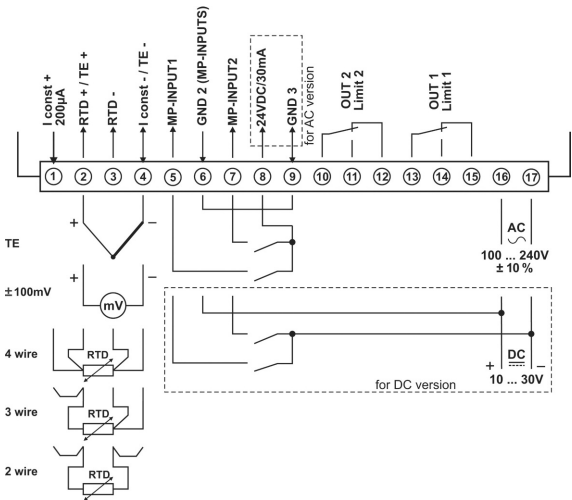 I const +
200µA
RTD + / TE +
RTD -
I const - / TE -
MP-INPUT1
GND 2 (MP-INPUTS)
MP-INPUT2
24VDC/30mA
GND 3
for AC version
OUT 2
Limit 2
OUT 1
Limit 1
1 2 3 4 5 6 7 8 9 10 11 12 13 14 15 16 17
TE
+ −
AC
100 ... 240V
± 10 %
±100mV
+ −
mV
4 wire
RTD
+ DC −
10 ... 30V
for DC version
3 wire
RTD
2 wire
RTD